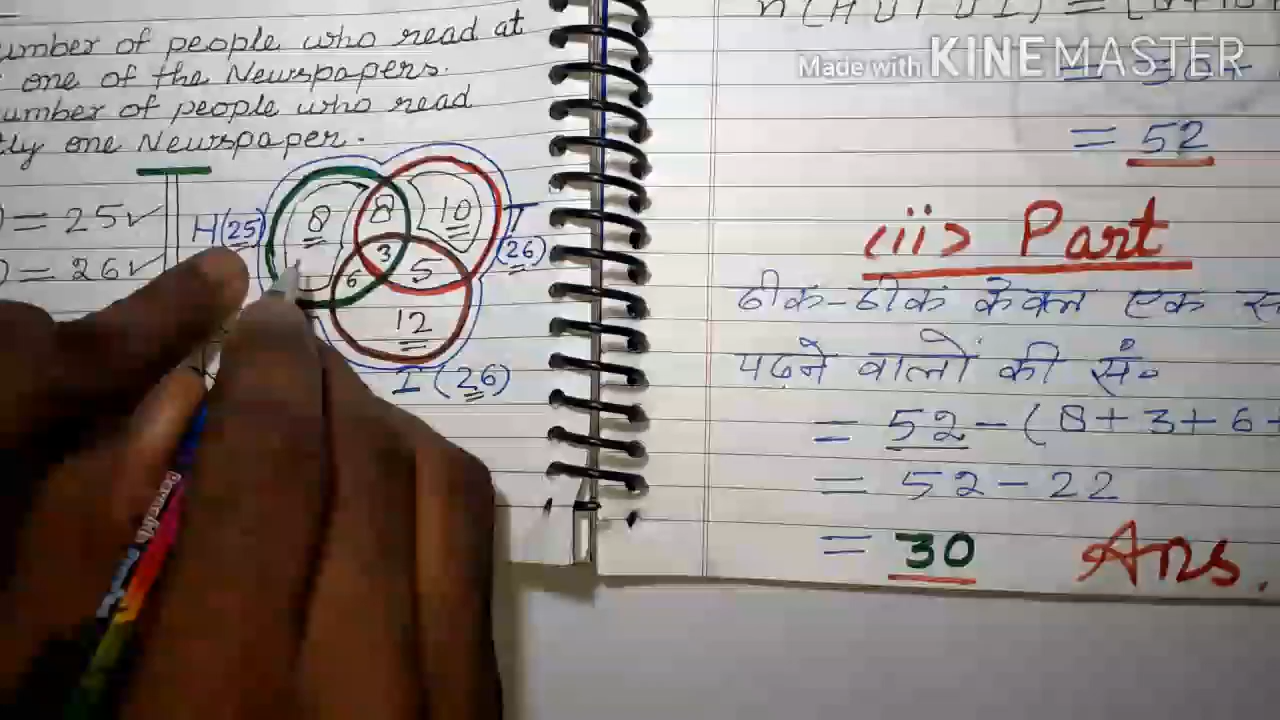 umber of people who read at
one of the Newspapers.
umber of people who read
tly one Newspaper.
) = 25✓
) = 26✓
H(25)
8 8 10
T
(26)
3
6 5
12
I (26)
n(H U T U I) =
Made with KINEMASTER
= 52
(ii) Part
ठीक-ठीक केवल एक
पढ़ने वालों की सं॰
= 52 - (8 + 3 + 6 +
= 52 - 22
= 30 Ans.